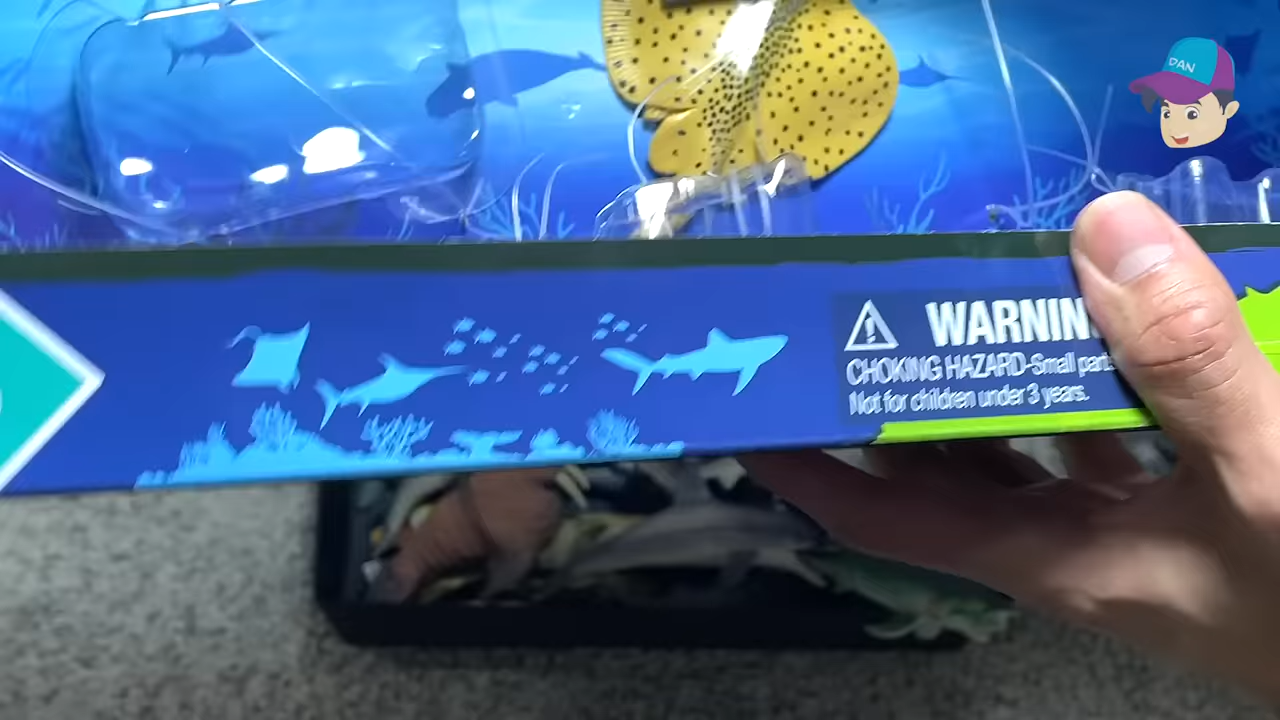 DAN
WARNIN
CHOKING HAZARD-Small parts
Not for children under 3 years.